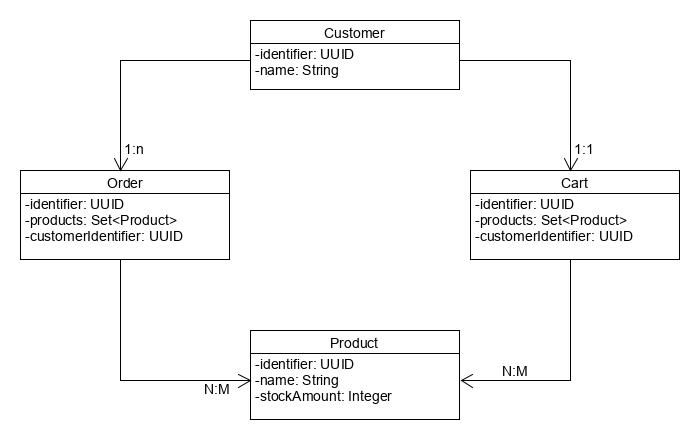 Customer
-identifier: UUID
-name: String
1:n
1:1
Order
-identifier: UUID
-products: Set<Product>
-customerIdentifier: UUID
Cart
-identifier: UUID
-products: Set<Product>
-customerIdentifier: UUID
Product
-identifier: UUID
-name: String
-stockAmount: Integer
N:M
N:M